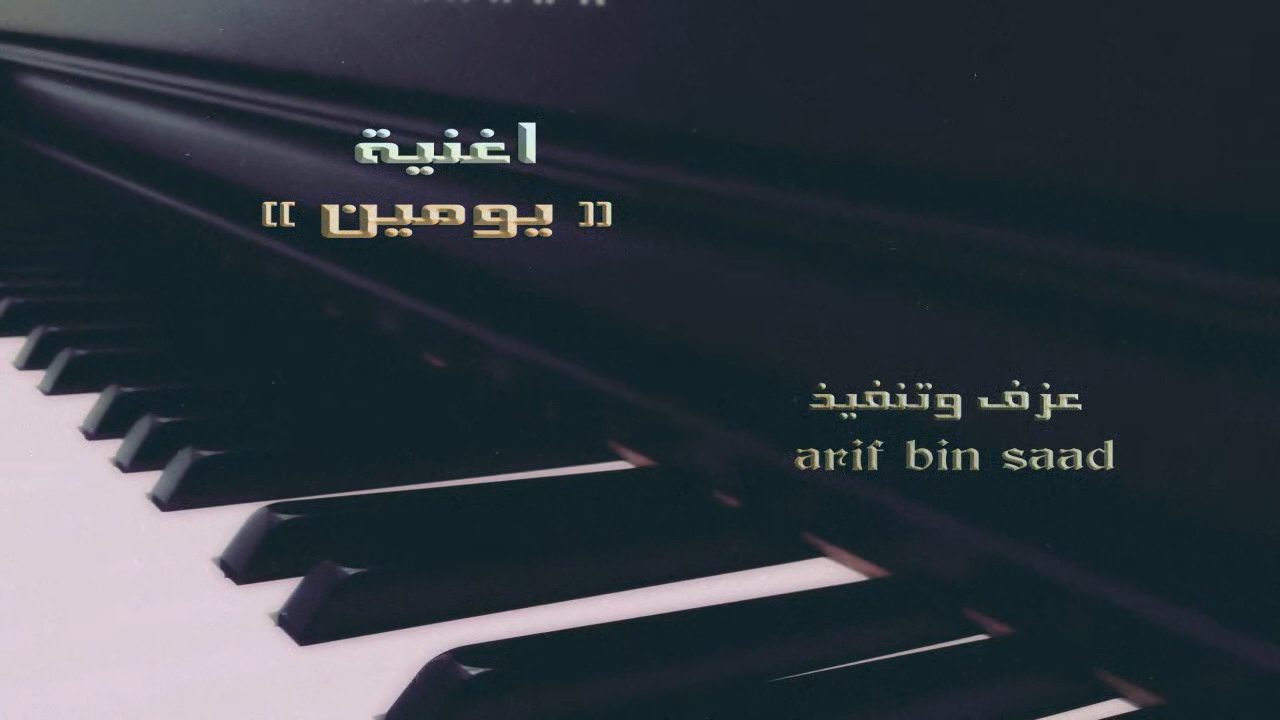 اغنية
(( يومين ))
عزف وتنفيذ
arif bin saad